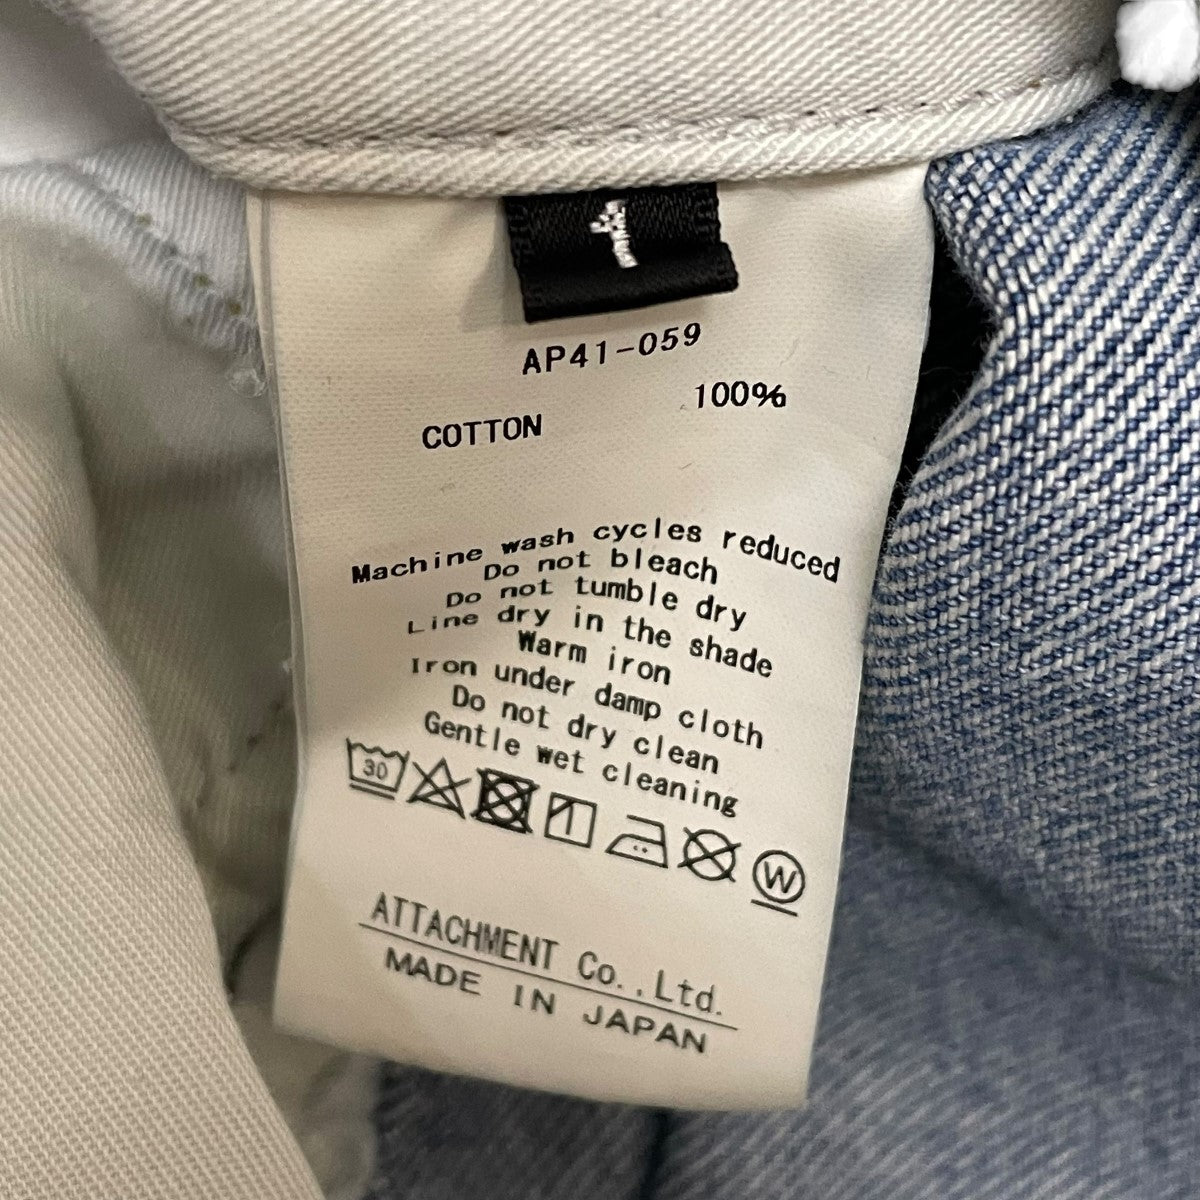 1
AP41-059
COTTON 100%
Machine wash cycles reduced
Do not bleach
Do not tumble dry
Line dry in the shade
Warm iron
Iron under damp cloth
Do not dry clean
Gentle wet cleaning
30
W
ATTACHMENT Co.,Ltd.
MADE IN JAPAN